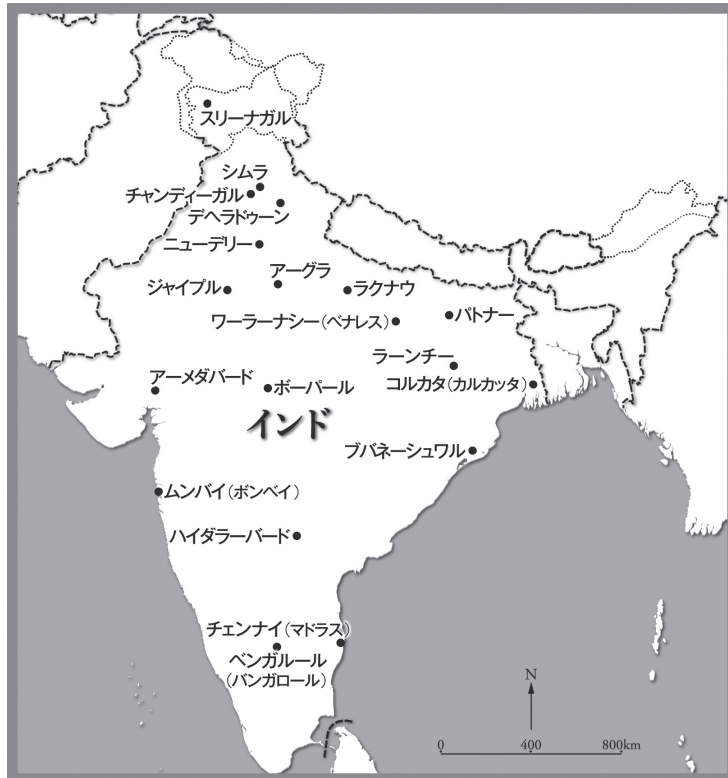 スリーナガル
シムラ
チャンディーガル
デヘラドゥーン
ニューデリー
アーグラ
ジャイプル
ラクナウ
ワーラーナシー(ベナレス)
パトナー
ラーンチー
アーメダバード
ボーパール
コルカタ(カルカッタ)
インド
ブバネーシュワル
ムンバイ(ボンベイ)
ハイダラーバード
チェンナイ(マドラス)
ベンガルール
(バンガロール)
N
0 400 800km